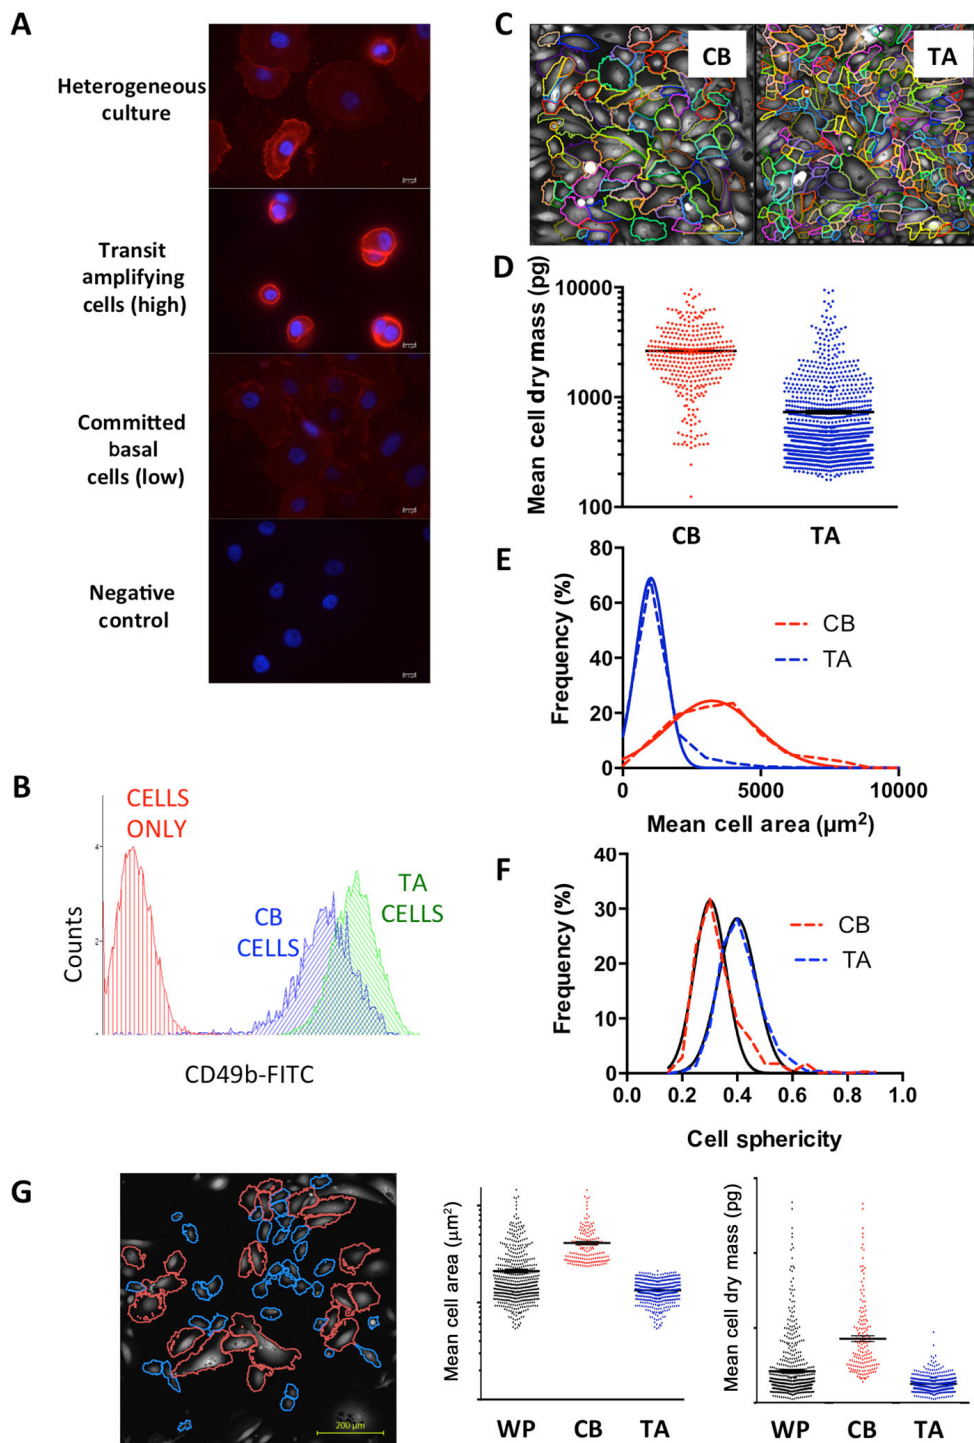 A
Heterogeneous
culture
Transit
amplifying
cells (high)
Committed
basal
cells (low)
Negative
control
B
CELLS
ONLY
CB
CELLS
TA
CELLS
4
2
Counts
CD49b-FITC
C
CB
TA
D
Mean cell dry mass (pg)
10000
1000
100
CB
TA
E
Frequency (%)
80
60
40
20
0
CB
TA
0
5000
10000
Mean cell area (µm²)
F
Frequency (%)
40
30
20
10
0
CB
TA
0.0
0.2
0.4
0.6
0.8
1.0
Cell sphericity
G
200 µm
Mean cell area (µm²)
WP
CB
TA
Mean cell dry mass (pg)
WP
CB
TA